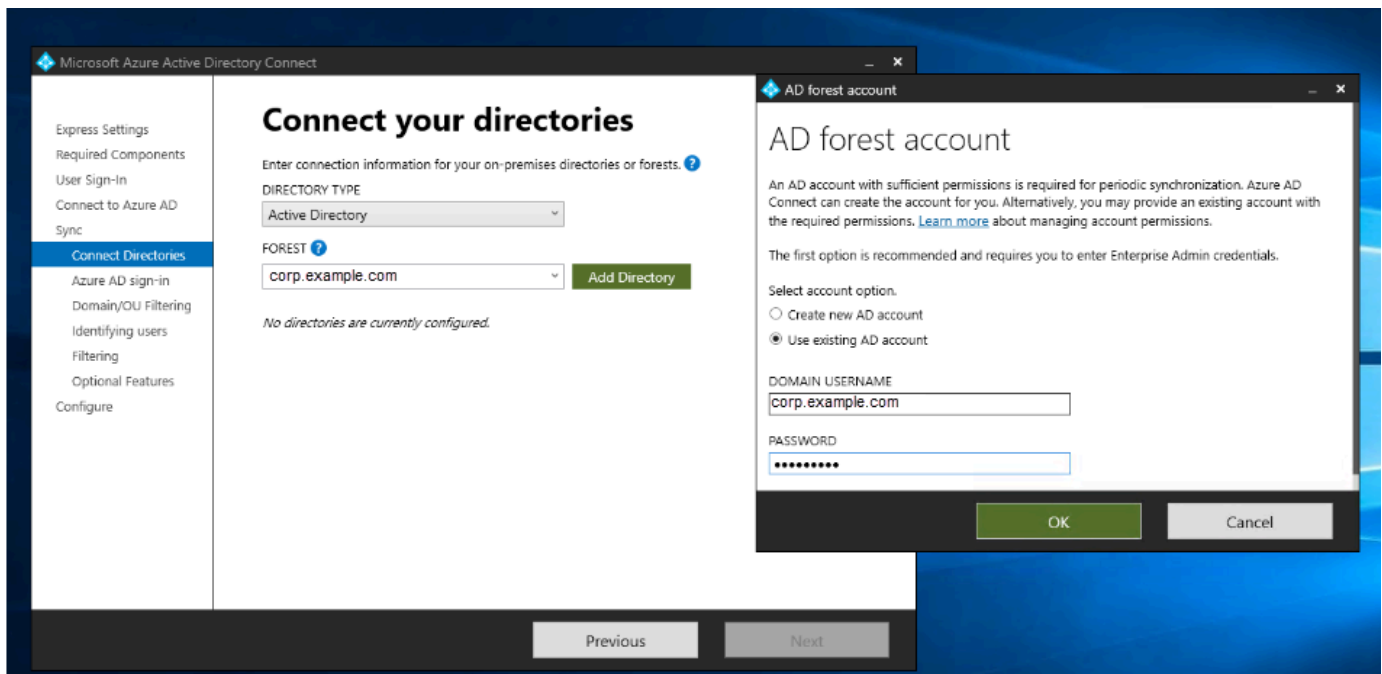 Microsoft Azure Active Directory Connect
Express Settings
Required Components
User Sign-In
Connect to Azure AD
Sync
Connect Directories
Azure AD sign-in
Domain/OU Filtering
Identifying users
Filtering
Optional Features
Configure
Connect your directories
Enter connection information for your on-premises directories or forests. ?
DIRECTORY TYPE
Active Directory
FOREST ?
corp.example.com
Add Directory
No directories are currently configured.
Previous
Next
AD forest account
AD forest account
An AD account with sufficient permissions is required for periodic synchronization. Azure AD
Connect can create the account for you. Alternatively, you may provide an existing account with
the required permissions. Learn more about managing account permissions.
The first option is recommended and requires you to enter Enterprise Admin credentials.
Select account option.
Create new AD account
Use existing AD account
DOMAIN USERNAME
corp.example.com
PASSWORD
•••••••••
OK
Cancel